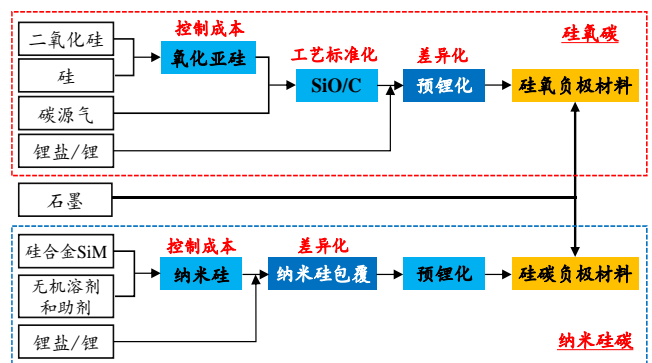 控制成本
硅氧碳
二氧化硅
工艺标准化
差异化
氧化亚硅
硅
SiO/C
预锂化
硅氧负极材料
碳源气
锂盐/锂
石墨
控制成本
差异化
硅合金SiM
纳米硅
纳米硅包覆
预锂化
硅碳负极材料
无机溶剂
和助剂
锂盐/锂
纳米硅碳